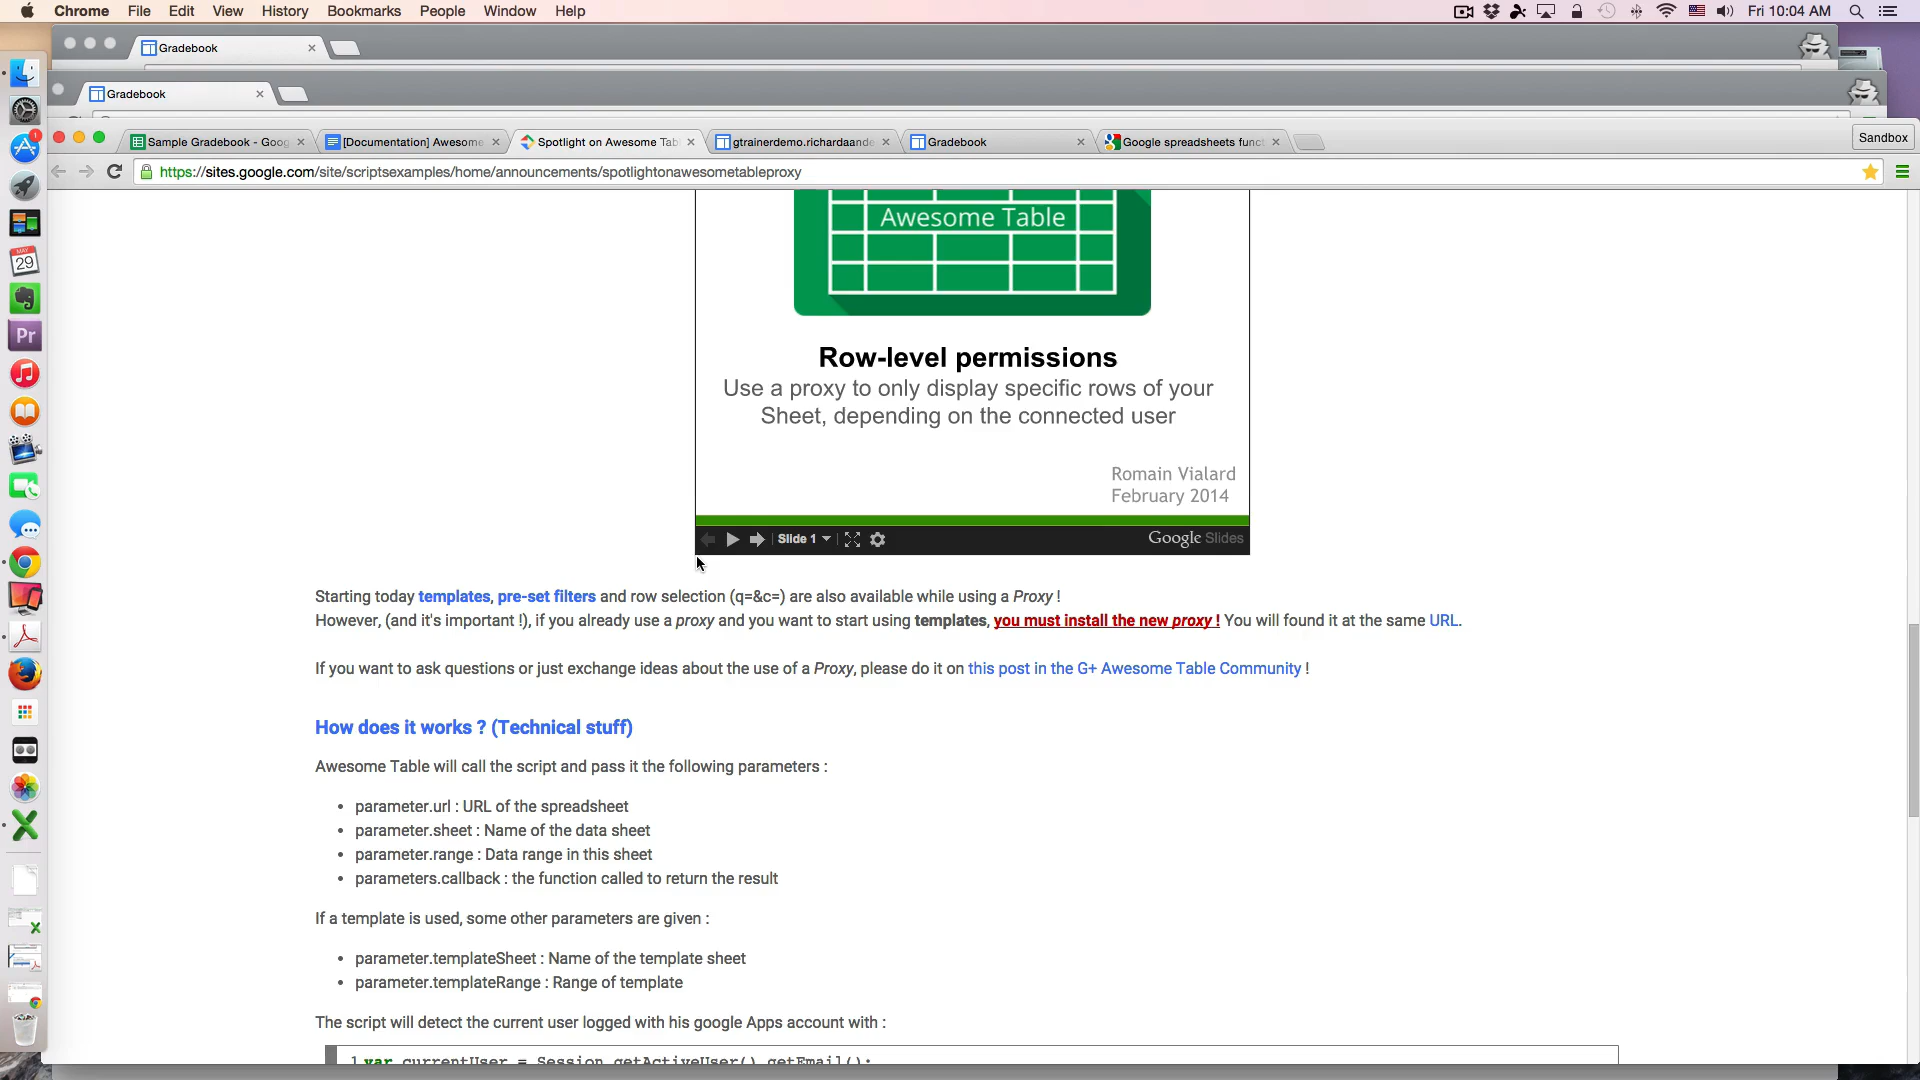 Chrome File Edit View History Bookmarks People Window Help Fri 10:04 AM
Gradebook
Gradebook
Sample Gradebook - Goog [Documentation] Awesome Spotlight on Awesome Tab gtrainerdemo.richardaande Gradebook Google spreadsheets funct Sandbox
https://sites.google.com/site/scriptsexamples/home/announcements/spotlightonawesometableproxy
1
MAY
29
Pr
Awesome Table
Row-level permissions
Use a proxy to only display specific rows of your
Sheet, depending on the connected user
Romain Vialard
February 2014
Slide 1 Google Slides
Starting today templates, pre-set filters and row selection (q=&c=) are also available while using a Proxy !
However, (and it's important !), if you already use a proxy and you want to start using templates, you must install the new proxy ! You will found it at the same URL.
If you want to ask questions or just exchange ideas about the use of a Proxy, please do it on this post in the G+ Awesome Table Community !
How does it works ? (Technical stuff)
Awesome Table will call the script and pass it the following parameters :
• parameter.url : URL of the spreadsheet
• parameter.sheet : Name of the data sheet
• parameter.range : Data range in this sheet
• parameters.callback : the function called to return the result
If a template is used, some other parameters are given :
• parameter.templateSheet : Name of the template sheet
• parameter.templateRange : Range of template
The script will detect the current user logged with his google Apps account with :
1 var currentUser = Session.getActiveUser().getEmail();